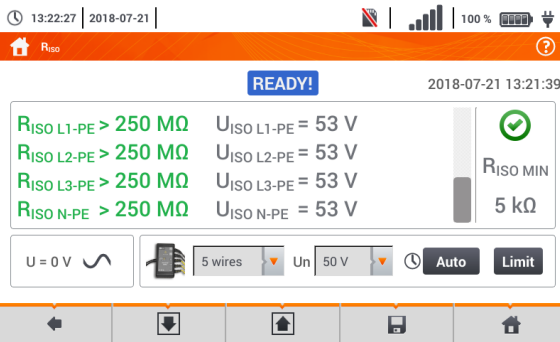 13:22:27 2018-07-21 100 %
RISO ?
READY! 2018-07-21 13:21:39
RISO L1-PE > 250 MΩ UISO L1-PE = 53 V
RISO L2-PE > 250 MΩ UISO L2-PE = 53 V
RISO L3-PE > 250 MΩ UISO L3-PE = 53 V
RISO N-PE > 250 MΩ UISO N-PE = 53 V
RISO MIN
5 kΩ
U = 0 V 5 wires Un 50 V Auto Limit